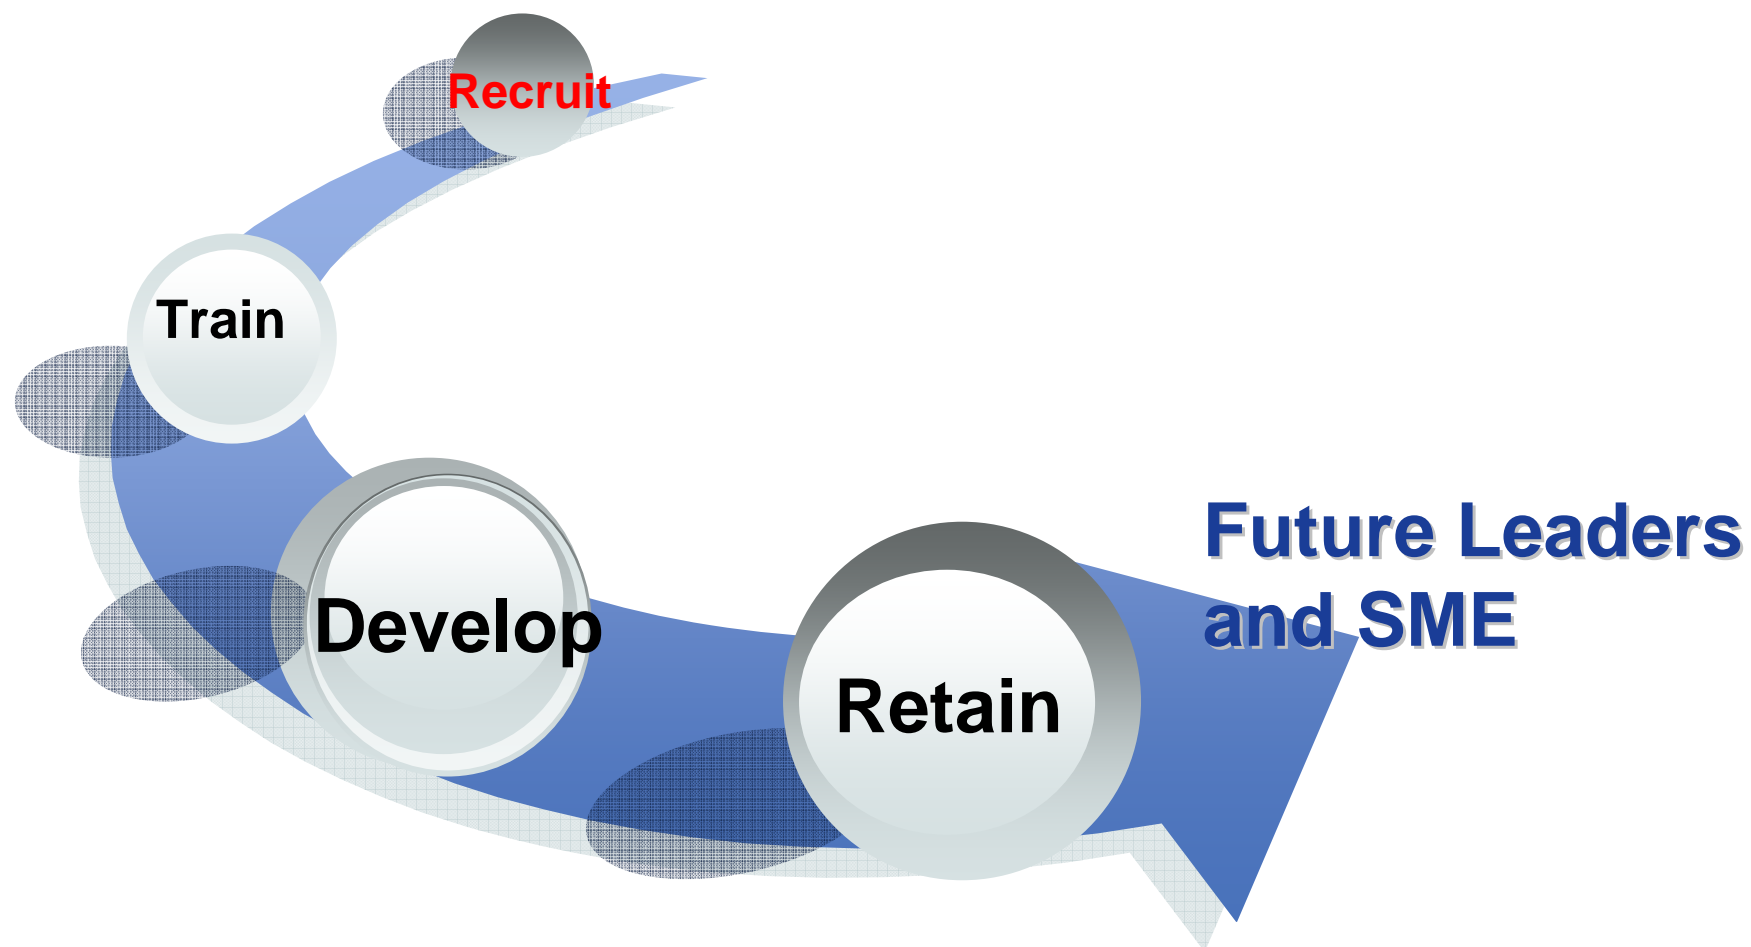 Recruit
Train
Develop
Retain
Future Leaders
and SME